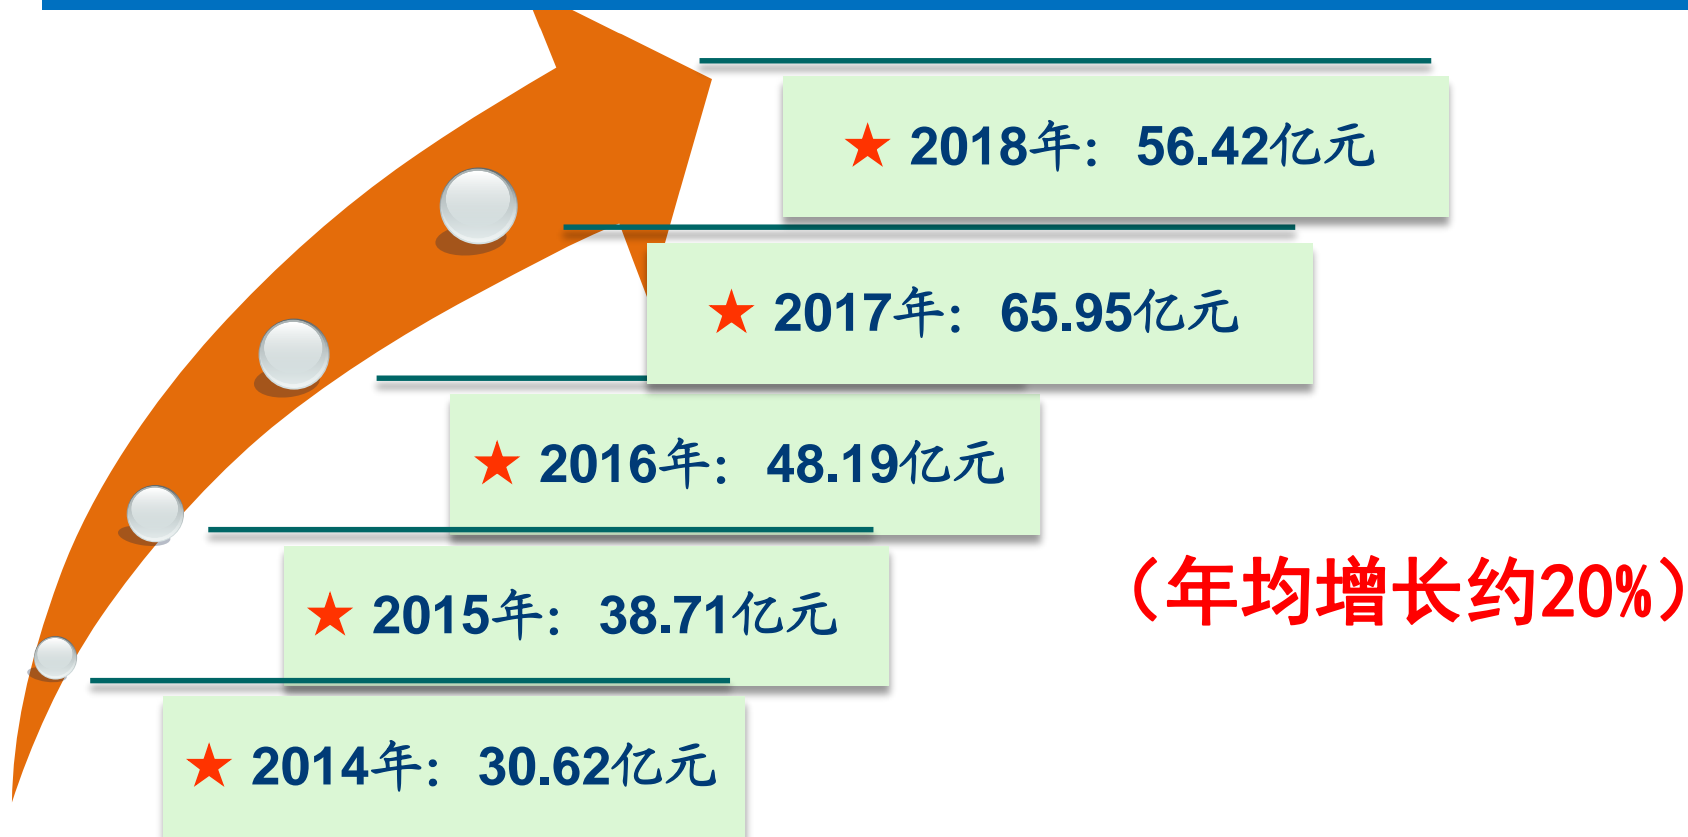 ★ 2018年： 56.42亿元
★ 2017年： 65.95亿元
★ 2016年： 48.19亿元
★ 2015年： 38.71亿元
★ 2014年： 30.62亿元
（年均增长约20%）